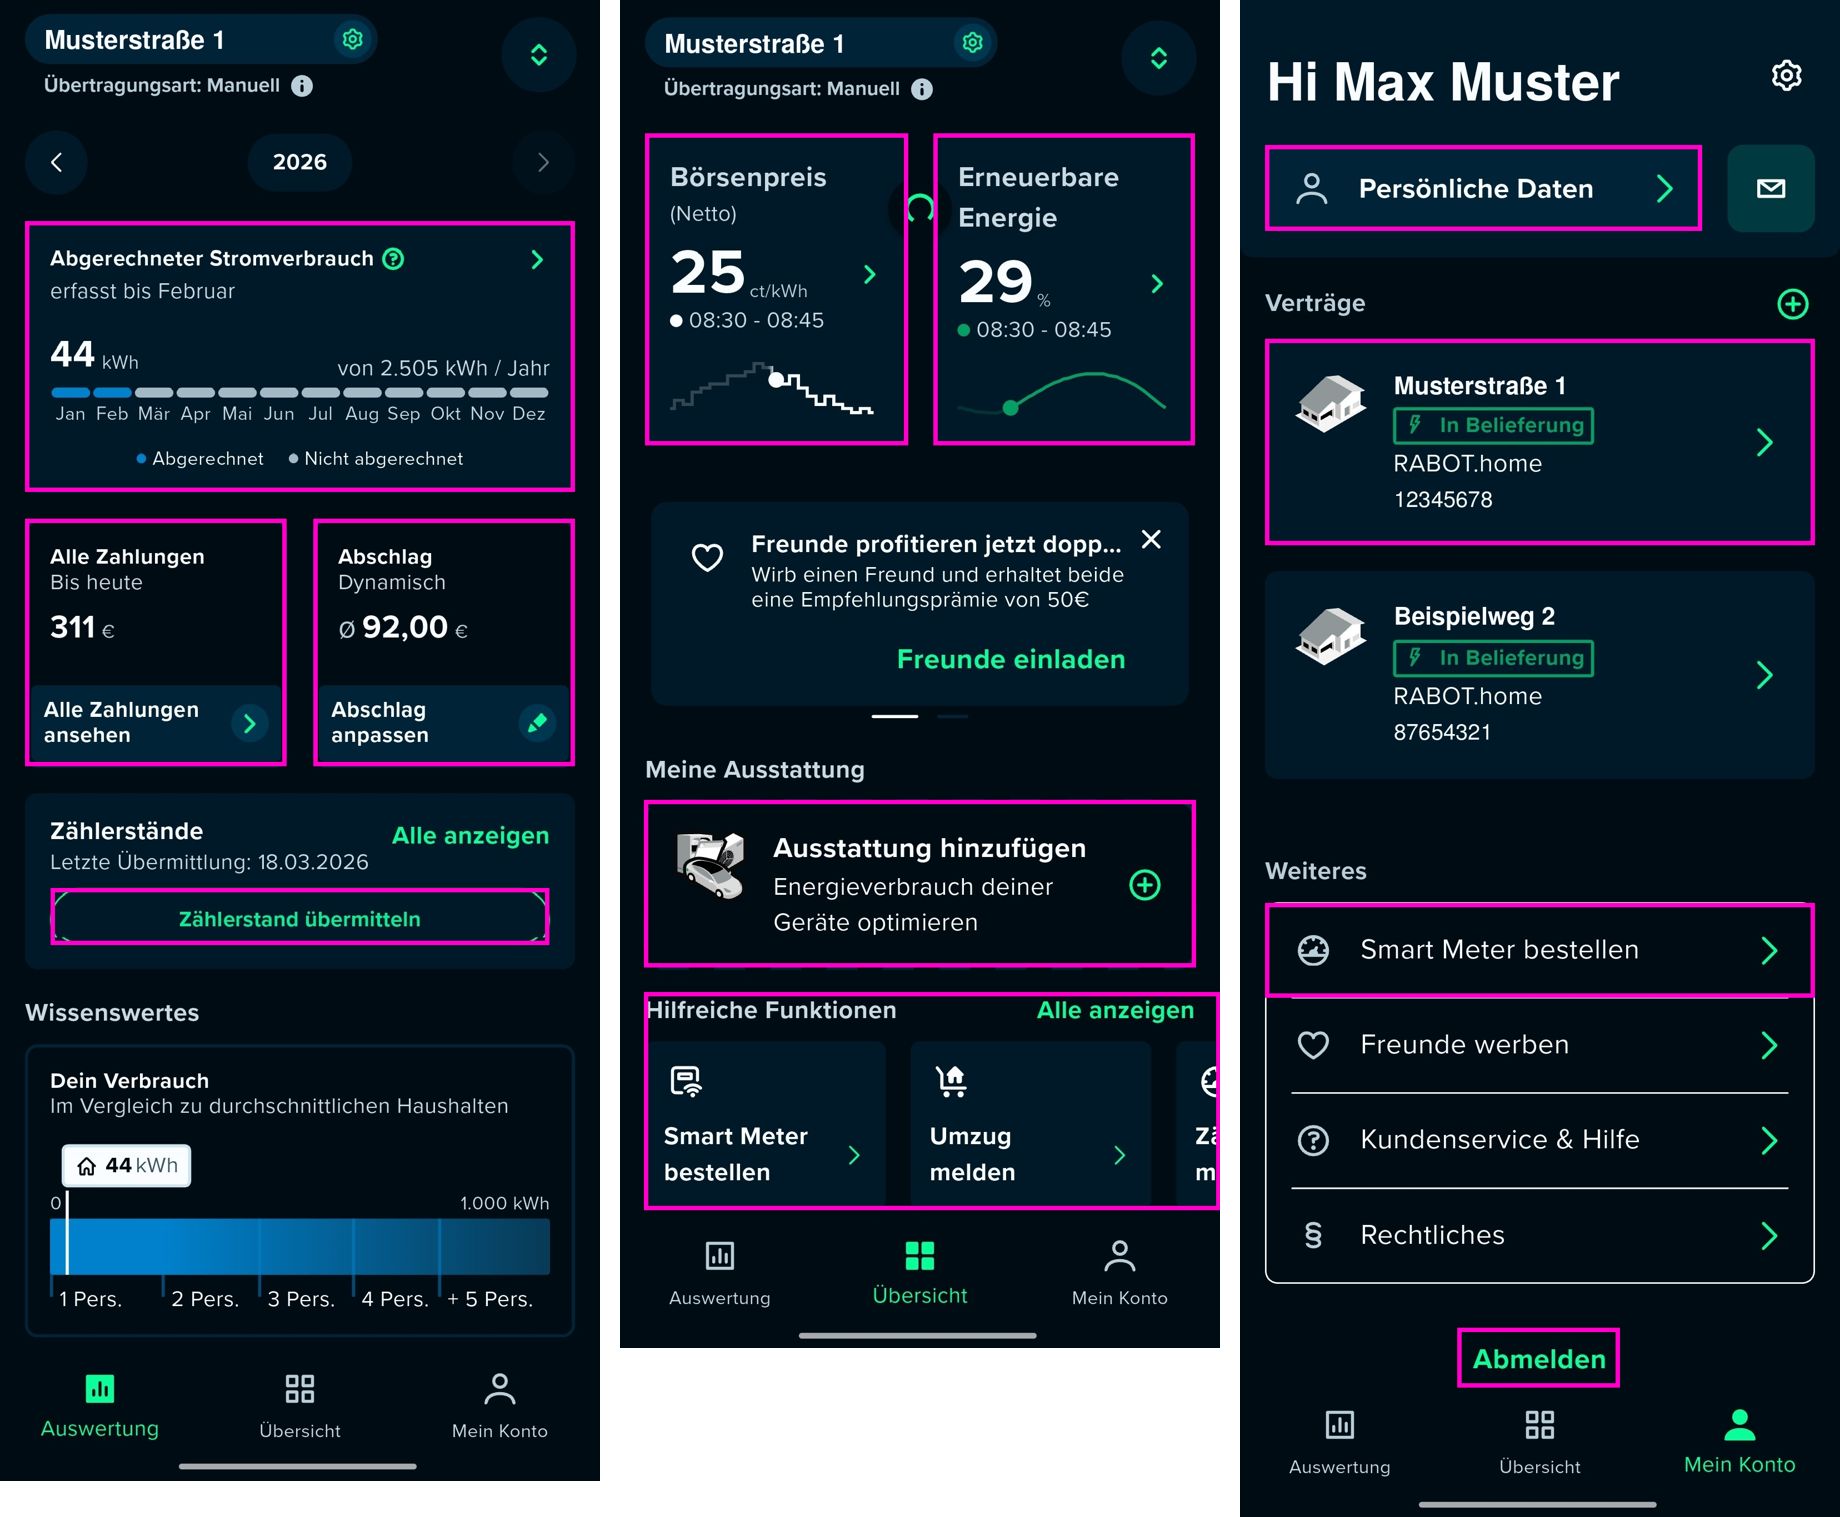 Musterstraße 1
Übertragungsart: Manuell
2026
Abgerechneter Stromverbrauch
erfasst bis Februar
44 kWh
von 2.505 kWh / Jahr
Jan Feb Mär Apr Mai Jun Jul Aug Sep Okt Nov Dez
Abgerechnet Nicht abgerechnet
Alle Zahlungen
Bis heute
311 €
Alle Zahlungen
ansehen
Abschlag
Dynamisch
Ø 92,00 €
Abschlag
anpassen
Zählerstände
Alle anzeigen
Letzte Übermittlung: 18.03.2026
Zählerstand übermitteln
Wissenswertes
Dein Verbrauch
Im Vergleich zu durchschnittlichen Haushalten
44 kWh
0 1.000 kWh
1 Pers. 2 Pers. 3 Pers. 4 Pers. + 5 Pers.
Auswertung Übersicht Mein Konto
Musterstraße 1
Übertragungsart: Manuell
Börsenpreis
(Netto)
25 ct/kWh
08:30 - 08:45
Erneuerbare
Energie
29 %
08:30 - 08:45
Freunde profitieren jetzt dopp...
Wirb einen Freund und erhaltet beide
eine Empfehlungsprämie von 50€
Freunde einladen
Meine Ausstattung
Ausstattung hinzufügen
Energieverbrauch deiner
Geräte optimieren
Hilfreiche Funktionen
Alle anzeigen
Smart Meter
bestellen
Umzug
melden
Zä
m
Auswertung Übersicht Mein Konto
Hi Max Muster
Persönliche Daten
Verträge
Musterstraße 1
In Belieferung
RABOT.home
12345678
Beispielweg 2
In Belieferung
RABOT.home
87654321
Weiteres
Smart Meter bestellen
Freunde werben
Kundenservice & Hilfe
§ Rechtliches
Abmelden
Auswertung Übersicht Mein Konto